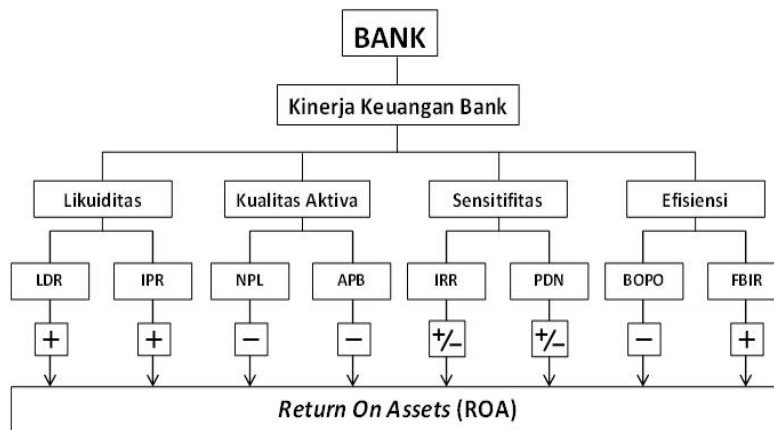 BANK
Kinerja Keuangan Bank
Likuiditas Kualitas Aktiva Sensitifitas Efisiensi
LDR IPR NPL APB IRR PDN BOPO FBIR
+ + − − +/− +/− − +
Return On Assets (ROA)